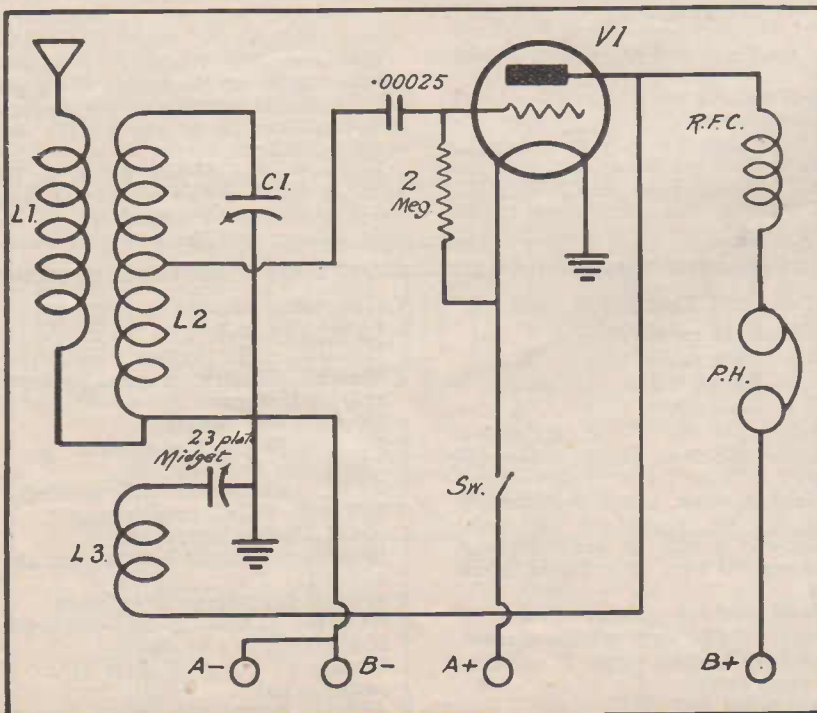 V1
.00025
R.F.C.
C1.
2
Meg.
L1.
L2
P.H.
23 plate
Midget
Sw.
L3.
A-
B-
A+
B+